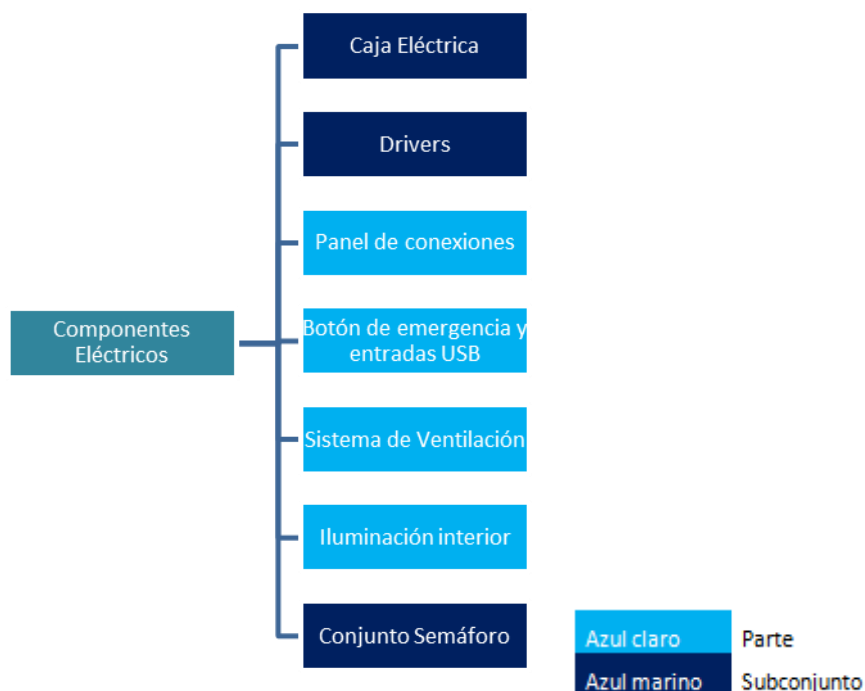 Caja Eléctrica
Drivers
Panel de conexiones
Componentes
Eléctricos
Botón de emergencia y
entradas USB
Sistema de Ventilación
Iluminación interior
Conjunto Semáforo
Azul claro Parte
Azul marino Subconjunto